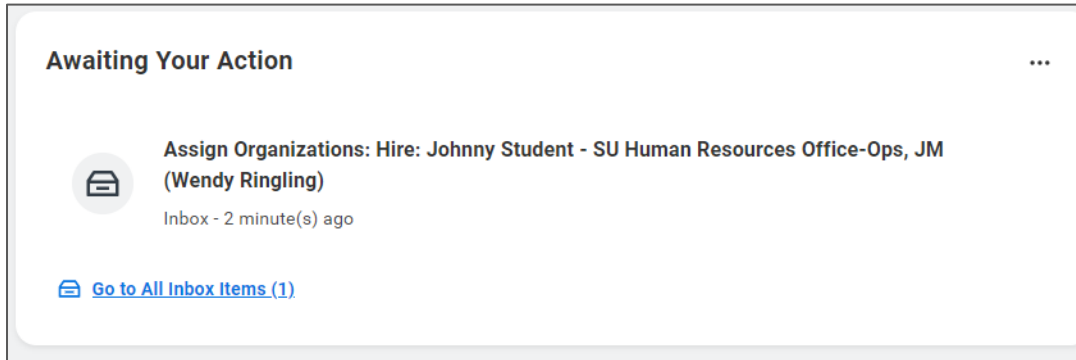 Awaiting Your Action
Assign Organizations: Hire: Johnny Student - SU Human Resources Office-Ops, JM
(Wendy Ringling)
Inbox - 2 minute(s) ago
Go to All Inbox Items (1)